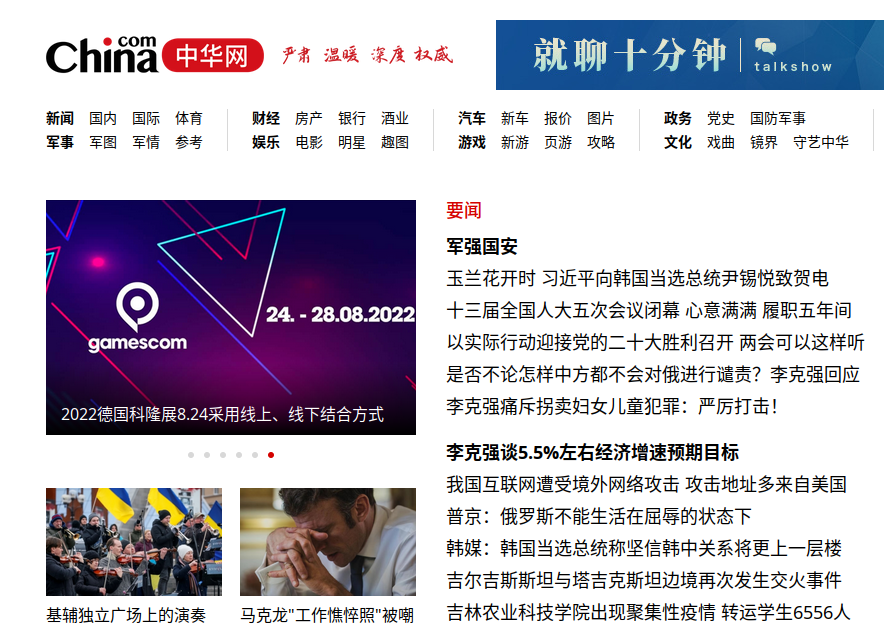 China.com 中华网 严肃 温暖 深度 权威
就聊十分钟 talkshow
新闻 国内 国际 体育 财经 房产 银行 酒业 汽车 新车 报价 图片 政务 党史 国防军事
军事 军图 军情 参考 娱乐 电影 明星 趣图 游戏 新游 页游 攻略 文化 戏曲 镜界 守艺中华
gamescom
24. - 28.08.2022
2022德国科隆展8.24采用线上、线下结合方式
基辅独立广场上的演奏
马克龙"工作憔悴照"被嘲
要闻
军强国安
玉兰花开时 习近平向韩国当选总统尹锡悦致贺电
十三届全国人大五次会议闭幕 心意满满 履职五年间
以实际行动迎接党的二十大胜利召开 两会可以这样听
是否不论怎样中方都不会对俄进行谴责？李克强回应
李克强痛斥拐卖妇女儿童犯罪：严厉打击！
李克强谈5.5%左右经济增速预期目标
我国互联网遭受境外网络攻击 攻击地址多来自美国
普京：俄罗斯不能生活在屈辱的状态下
韩媒：韩国当选总统称坚信韩中关系将更上一层楼
吉尔吉斯斯坦与塔吉克斯坦边境再次发生交火事件
吉林农业科技学院出现聚集性疫情 转运学生6556人